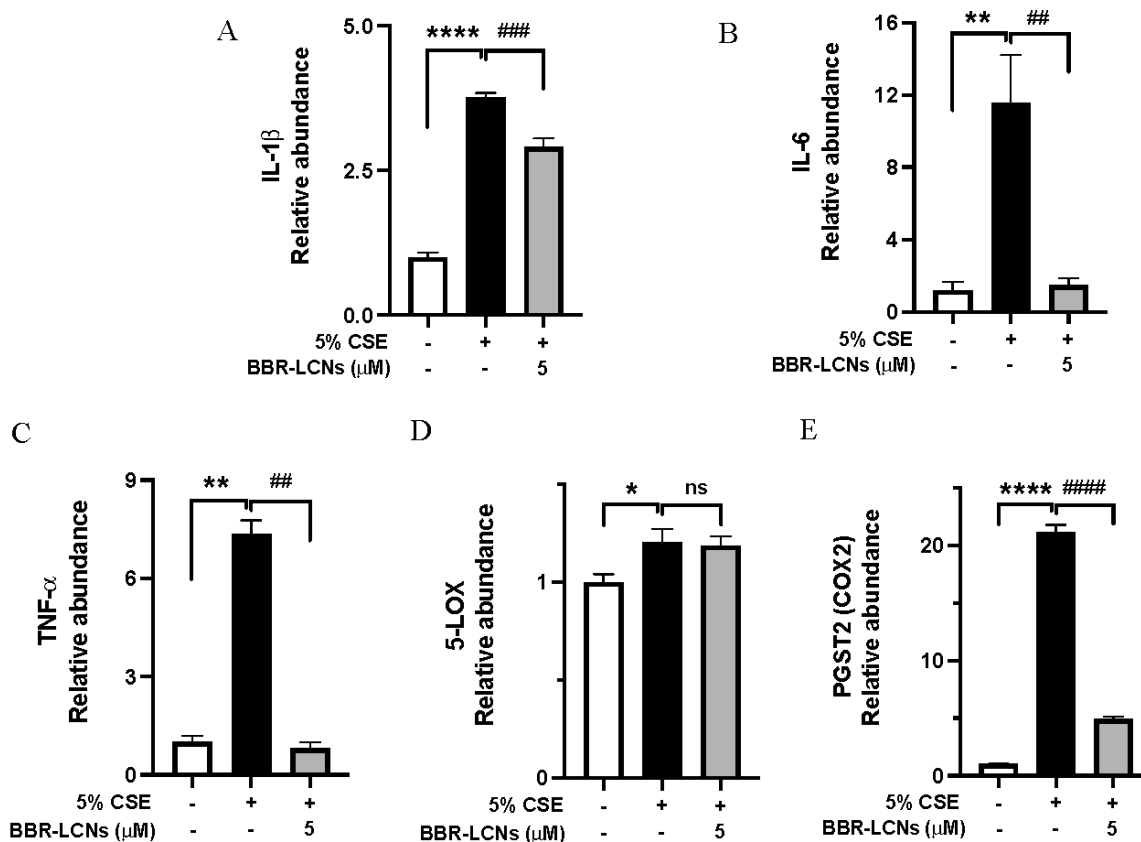 A
IL-1β
Relative abundance
5.0
2.5
0.0
**** ###
5% CSE - + +
BBR-LCNs (μM) - - 5
B
IL-6
Relative abundance
16
12
8
4
0
** ##
5% CSE - + +
BBR-LCNs (μM) - - 5
C
TNF-α
Relative abundance
9
6
3
0
** ##
5% CSE - + +
BBR-LCNs (μM) - - 5
D
5-LOX
Relative abundance
1
0
* ns
5% CSE - + +
BBR-LCNs (μM) - - 5
E
PGST2 (COX2)
Relative abundance
20
10
0
**** ####
5% CSE - + +
BBR-LCNs (μM) - - 5